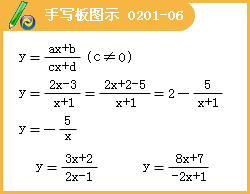 手写板图示 0201-06
y = (ax+b)/(cx+d) (c≠0)
y = (2x-3)/(x+1) = (2x+2-5)/(x+1) = 2 - 5/(x+1)
y = - 5/x
y = (3x+2)/(2x-1) y = (8x+7)/(-2x+1)